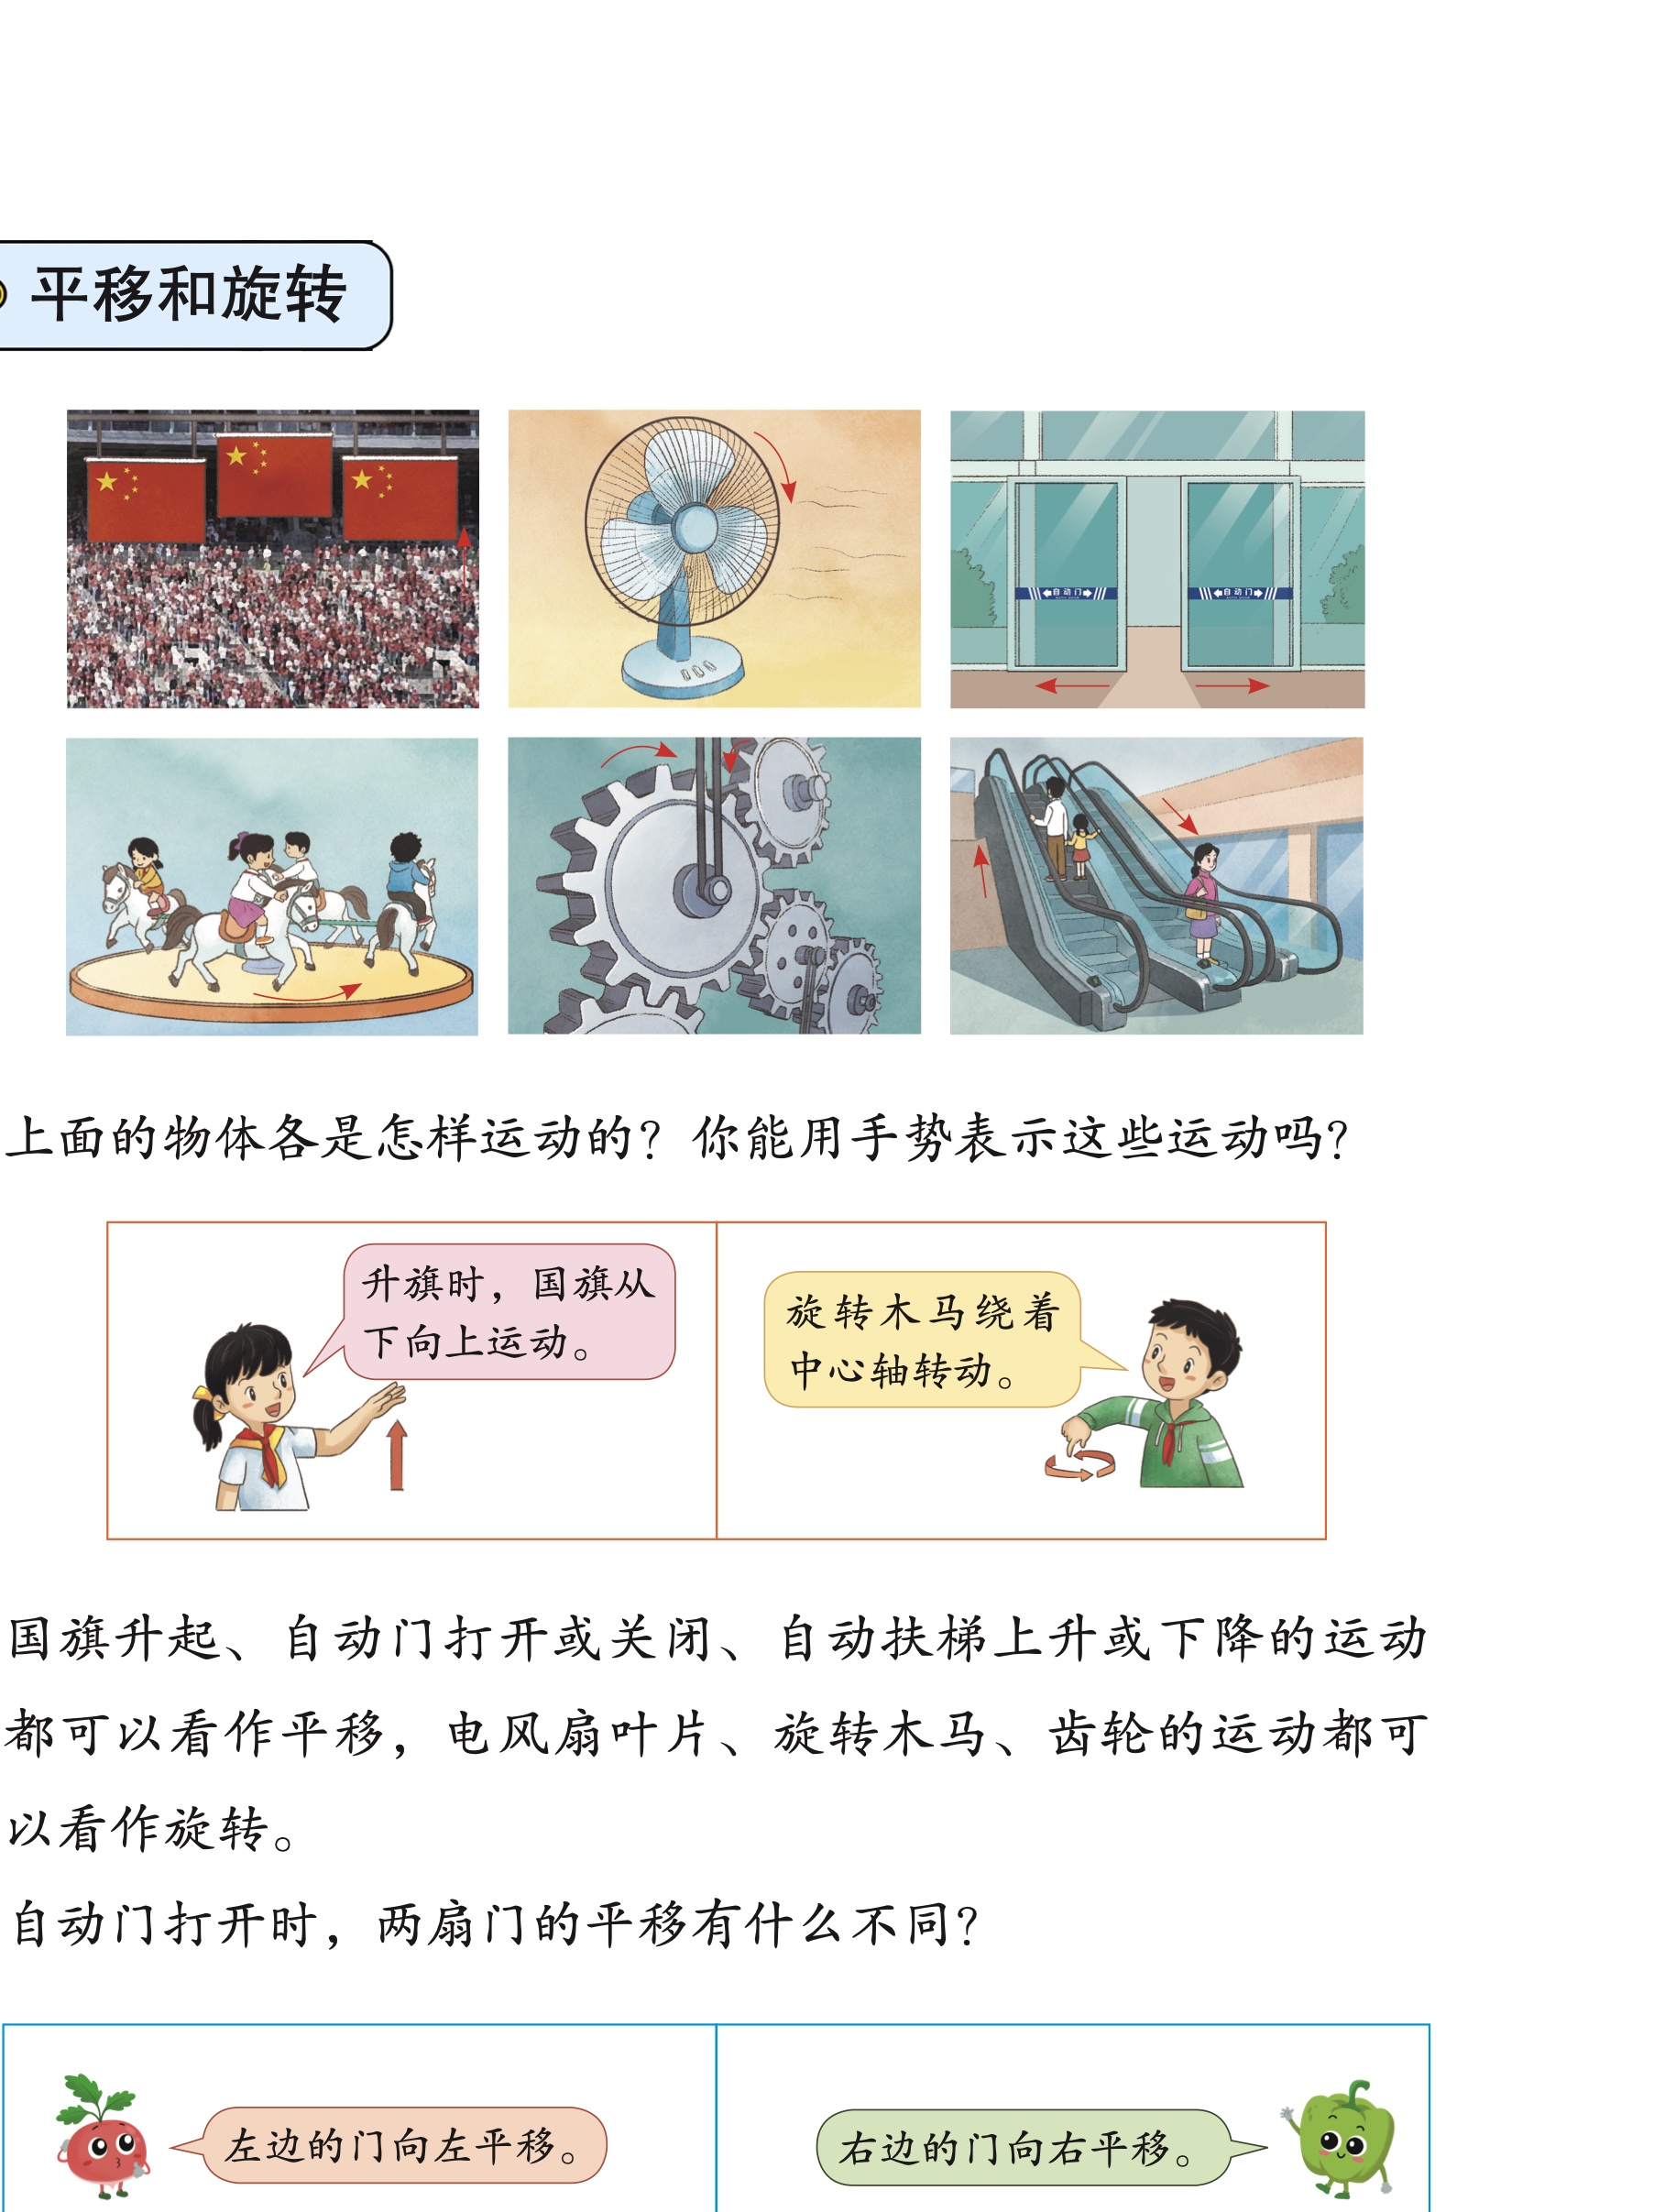 平移和旋转
自动门
自动门
上面的物体各是怎样运动的？你能用手势表示这些运动吗？
升旗时，国旗从
下向上运动。
旋转木马绕着
中心轴转动。
国旗升起、自动门打开或关闭、自动扶梯上升或下降的运动
都可以看作平移，电风扇叶片、旋转木马、齿轮的运动都可
以看作旋转。
自动门打开时，两扇门的平移有什么不同？
左边的门向左平移。
右边的门向右平移。